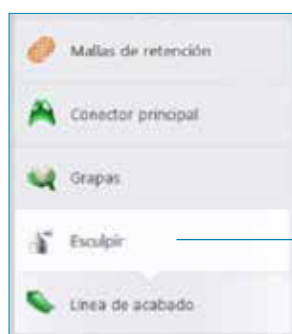 Mallas de retención
Conector principal
Grapas
Esculpir
Línea de acabado